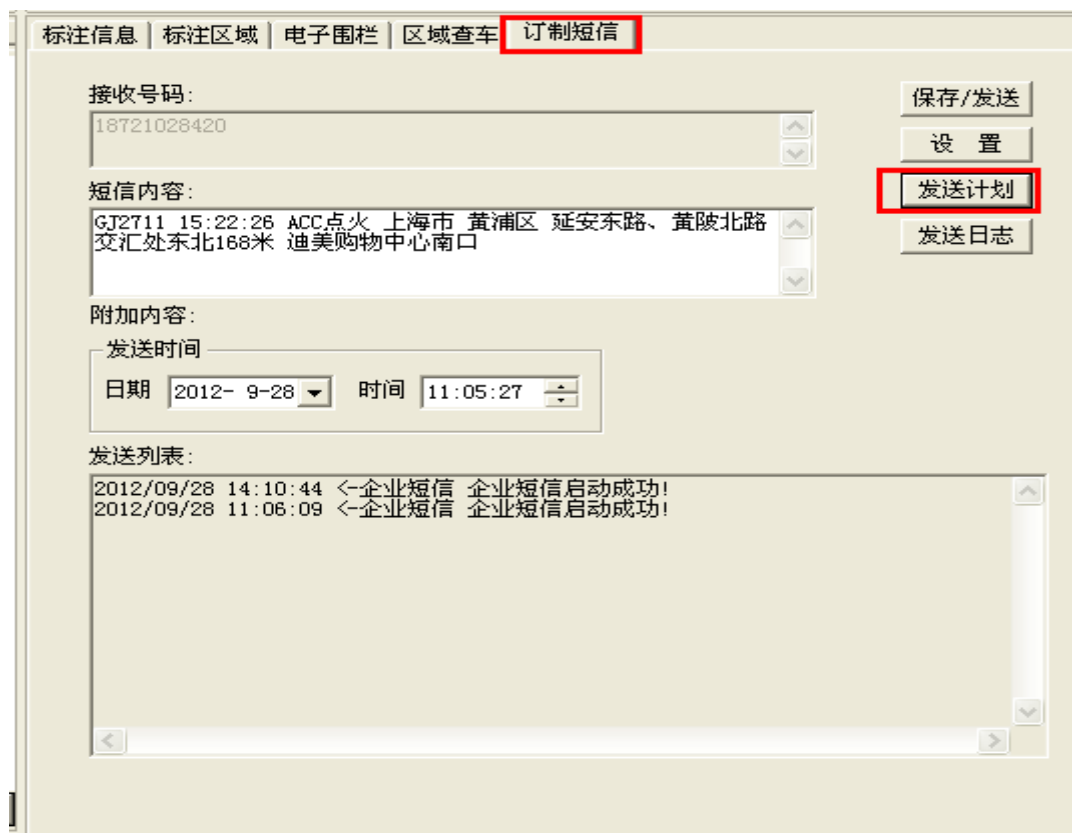 标注信息 标注区域 电子围栏 区域查车 订制短信
接收号码:
18721028420
保存/发送
设 置
发送计划
发送日志
短信内容:
GJ2711 15:22:26 ACC点火 上海市 黄浦区 延安东路、黄陂北路
交汇处东北168米 迪美购物中心南口
附加内容:
发送时间
日期 2012- 9-28 时间 11:05:27
发送列表:
2012/09/28 14:10:44 <-企业短信 企业短信启动成功!
2012/09/28 11:06:09 <-企业短信 企业短信启动成功!